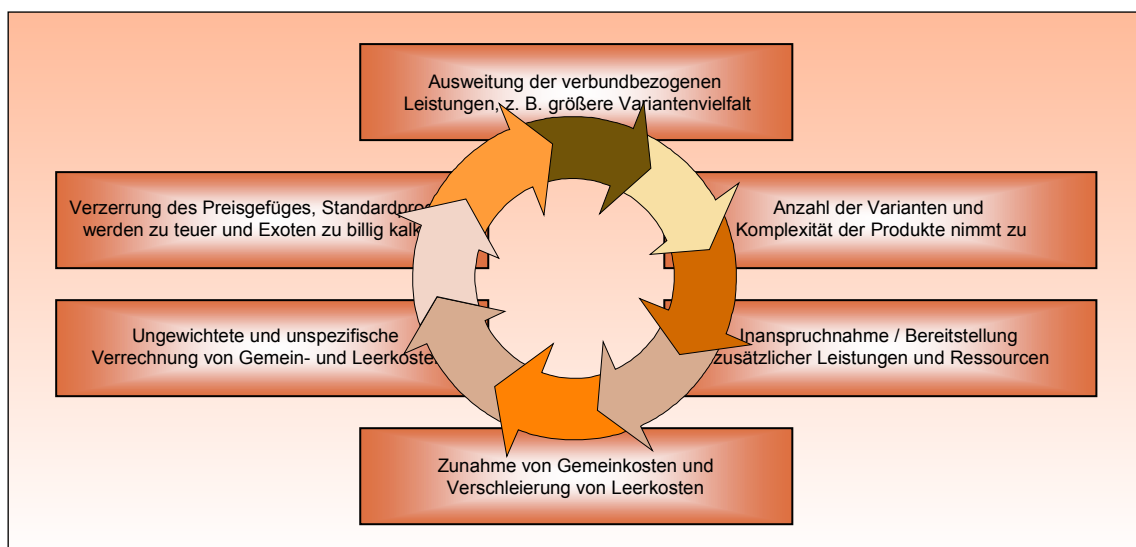 Ausweitung der verbundbezogenen
Leistungen, z. B. größere Variantenvielfalt
Anzahl der Varianten und
Komplexität der Produkte nimmt zu
Inanspruchnahme / Bereitstellung
zusätzlicher Leistungen und Ressourcen
Zunahme von Gemeinkosten und
Verschleierung von Leerkosten
Ungewichtete und unspezifische
Verrechnung von Gemein- und Leerkosten
Verzerrung des Preisgefüges,
werden zu teuer und Exoten zu billig